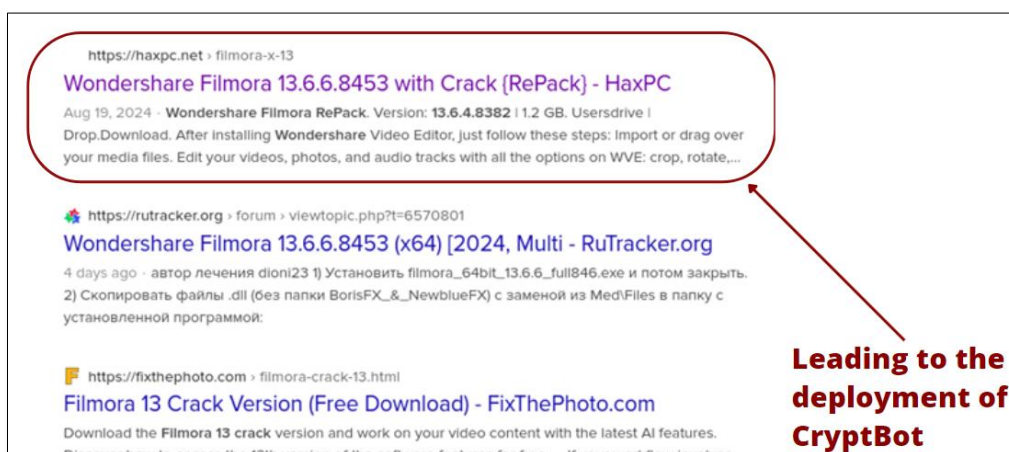 https://haxpc.net › filmora-x-13
Wondershare Filmora 13.6.6.8453 with Crack {RePack} - HaxPC
Aug 19, 2024 · Wondershare Filmora RePack. Version: 13.6.4.8382 | 1.2 GB. Usersdrive |
Drop.Download. After installing Wondershare Video Editor, just follow these steps: Import or drag over
your media files. Edit your videos, photos, and audio tracks with all the options on WVE: crop, rotate,...
https://rutracker.org › forum › viewtopic.php?t=6570801
Wondershare Filmora 13.6.6.8453 (x64) [2024, Multi - RuTracker.org
4 days ago · автор лечения dioni23 1) Установить filmora_64bit_13.6.6_full846.exe и потом закрыть.
2) Скопировать файлы .dll (без папки BorisFX_&_NewblueFX) с заменой из Med\Files в папку с
установленной программой:
F https://fixthephoto.com › filmora-crack-13.html
Filmora 13 Crack Version (Free Download) - FixThePhoto.com
Download the Filmora 13 crack version and work on your video content with the latest AI features.
Leading to the
deployment of
CryptBot